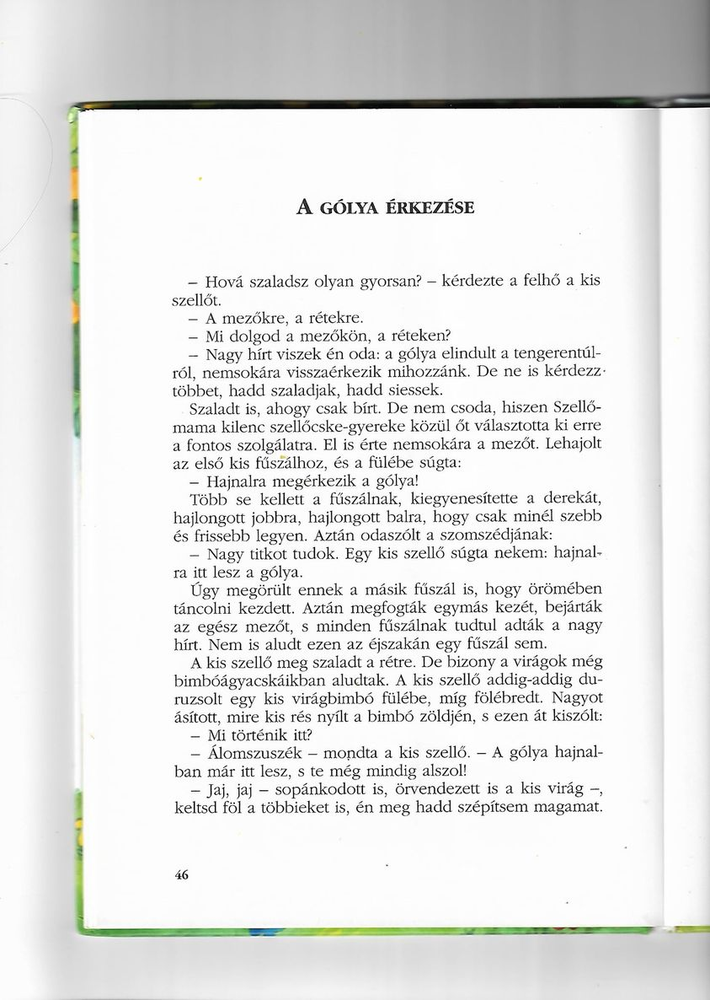 A GÓLYA ÉRKEZÉSE
– Hová szaladsz olyan gyorsan? – kérdezte a felhő a kis
szellőt.
– A mezőkre, a rétekre.
– Mi dolgod a mezőkön, a réteken?
– Nagy hírt viszek én oda: a gólya elindult a tengerentúl-
ról, nemsokára visszaérkezik mihozzánk. De ne is kérdezz
többet, hadd szaladjak, hadd siessek.
Szaladt is, ahogy csak bírt. De nem csoda, hiszen Szellő-
mama kilenc szellőcske-gyereke közül őt választotta ki erre
a fontos szolgálatra. El is érte nemsokára a mezőt. Lehajolt
az első kis fűszálhoz, és a fülébe súgta:
– Hajnalra megérkezik a gólya!
Több se kellett a fűszálnak, kiegyenesítette a derekát,
hajlongott jobbra, hajlongott balra, hogy csak minél szebb
és frissebb legyen. Aztán odaszólt a szomszédjának:
– Nagy titkot tudok. Egy kis szellő súgta nekem: hajnal-
ra itt lesz a gólya.
Úgy megörült ennek a másik fűszál is, hogy örömében
táncolni kezdett. Aztán megfogták egymás kezét, bejárták
az egész mezőt, s minden fűszálnak tudtul adták a nagy
hírt. Nem is aludt ezen az éjszakán egy fűszál sem.
A kis szellő meg szaladt a rétre. De bizony a virágok még
bimbóágyacskáikban aludtak. A kis szellő addig-addig du-
ruzsolt egy kis virágbimbó fülébe, míg fölébredt. Nagyot
ásított, mire kis rés nyílt a bimbó zöldjén, s ezen át kiszólt:
– Mi történik itt?
– Álomszuszék – mondta a kis szellő. – A gólya hajnal-
ban már itt lesz, s te még mindig alszol!
– Jaj, jaj – sopánkodott is, örvendezett is a kis virág –,
keltsd föl a többieket is, én meg hadd szépítsem magamat.
46